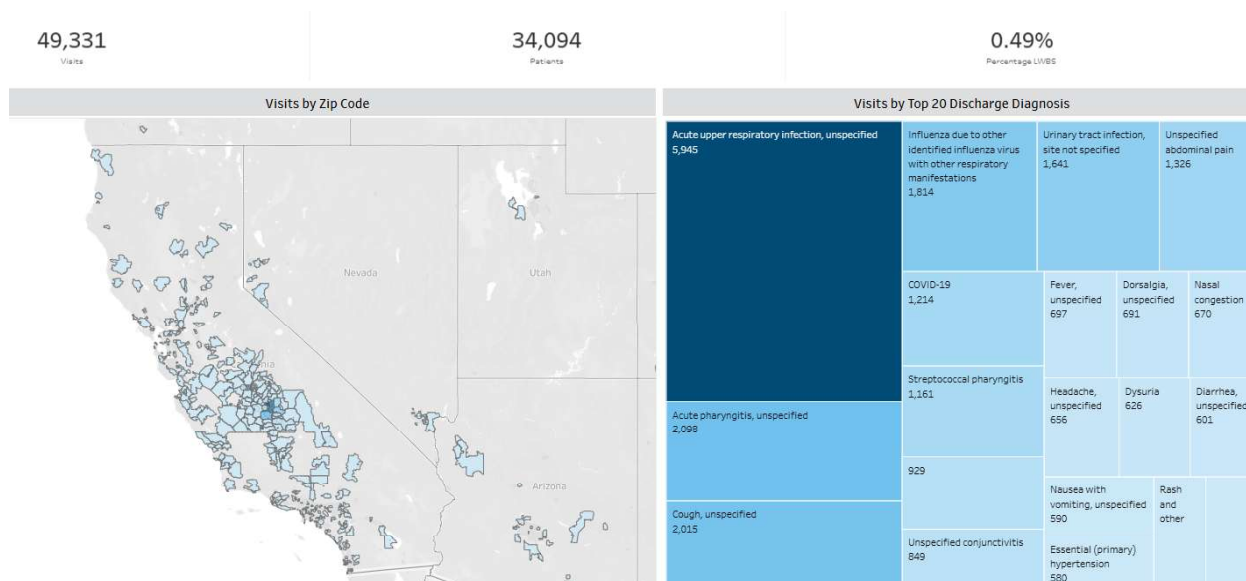 49,331
Visits
34,094
Patients
0.49%
Percentage LWBS
Visits by Zip Code
Visits by Top 20 Discharge Diagnosis
Nevada
Utah
Arizona
Acute upper respiratory infection, unspecified
5,945
Acute pharyngitis, unspecified
2,098
Cough, unspecified
2,015
Influenza due to other
identified influenza virus
with other respiratory
manifestations
1,814
Urinary tract infection,
site not specified
1,641
Unspecified
abdominal pain
1,326
COVID-19
1,214
Streptococcal pharyngitis
1,161
929
Unspecified conjunctivitis
849
Fever,
unspecified
697
Dorsalgia,
unspecified
691
Nasal
congestion
670
Headache,
unspecified
656
Dysuria
626
Diarrhea,
unspecified
601
Nausea with
vomiting, unspecified
590
Essential (primary)
hypertension
580
Rash
and
other